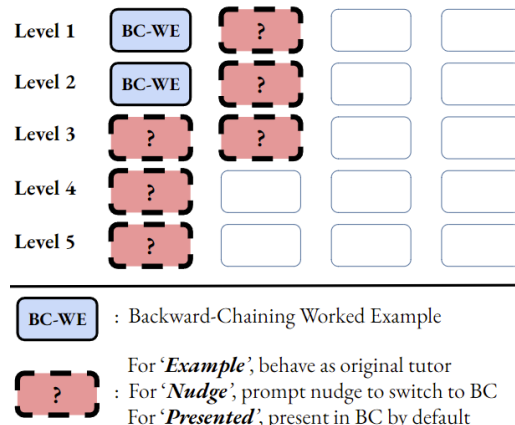 Level 1 BC-WE ?
Level 2 BC-WE ?
Level 3 ? ?
Level 4 ?
Level 5 ?
BC-WE : Backward-Chaining Worked Example
For ‘Example’, behave as original tutor
? : For ‘Nudge’, prompt nudge to switch to BC
For ‘Presented’, present in BC by default